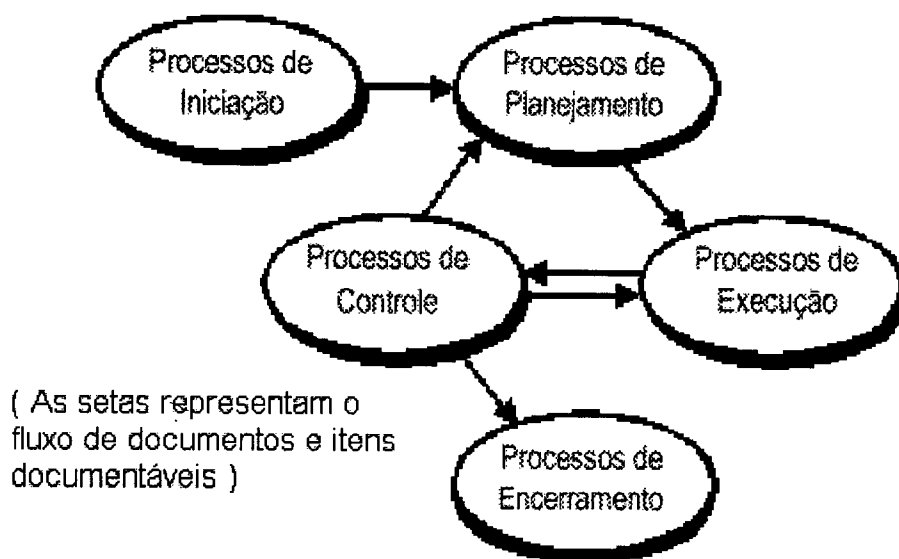 Processos de
Iniciação
Processos de
Planejamento
Processos de
Controle
Processos de
Execução
( As setas representam o
fluxo de documentos e itens
documentáveis )
Processos de
Encerramento